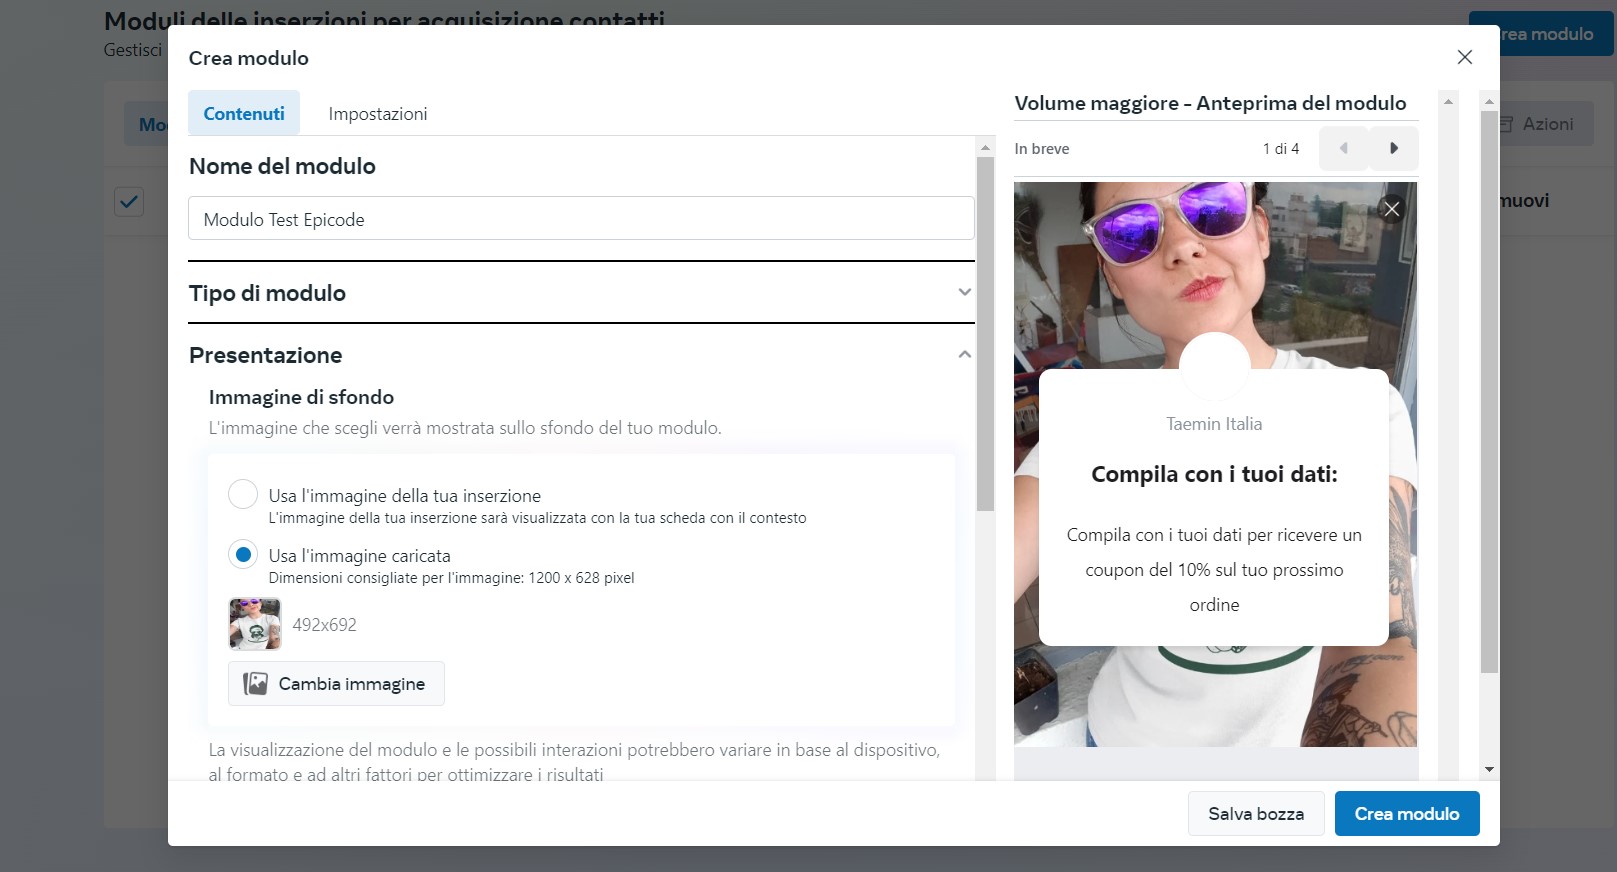 Moduli delle inserzioni per acquisizione contatti
Gestisci
rea modulo
Azioni
muovi
Crea modulo
Contenuti
Impostazioni
Nome del modulo
Modulo Test Epicode
Tipo di modulo
Presentazione
Immagine di sfondo
L'immagine che scegli verrà mostrata sullo sfondo del tuo modulo.
Usa l'immagine della tua inserzione
L'immagine della tua inserzione sarà visualizzata con la tua scheda con il contesto
Usa l'immagine caricata
Dimensioni consigliate per l'immagine: 1200 x 628 pixel
492x692
Cambia immagine
La visualizzazione del modulo e le possibili interazioni potrebbero variare in base al dispositivo,
al formato e ad altri fattori per ottimizzare i risultati
Volume maggiore - Anteprima del modulo
In breve
1 di 4
Taemin Italia
Compila con i tuoi dati:
Compila con i tuoi dati per ricevere un
coupon del 10% sul tuo prossimo
ordine
Salva bozza
Crea modulo